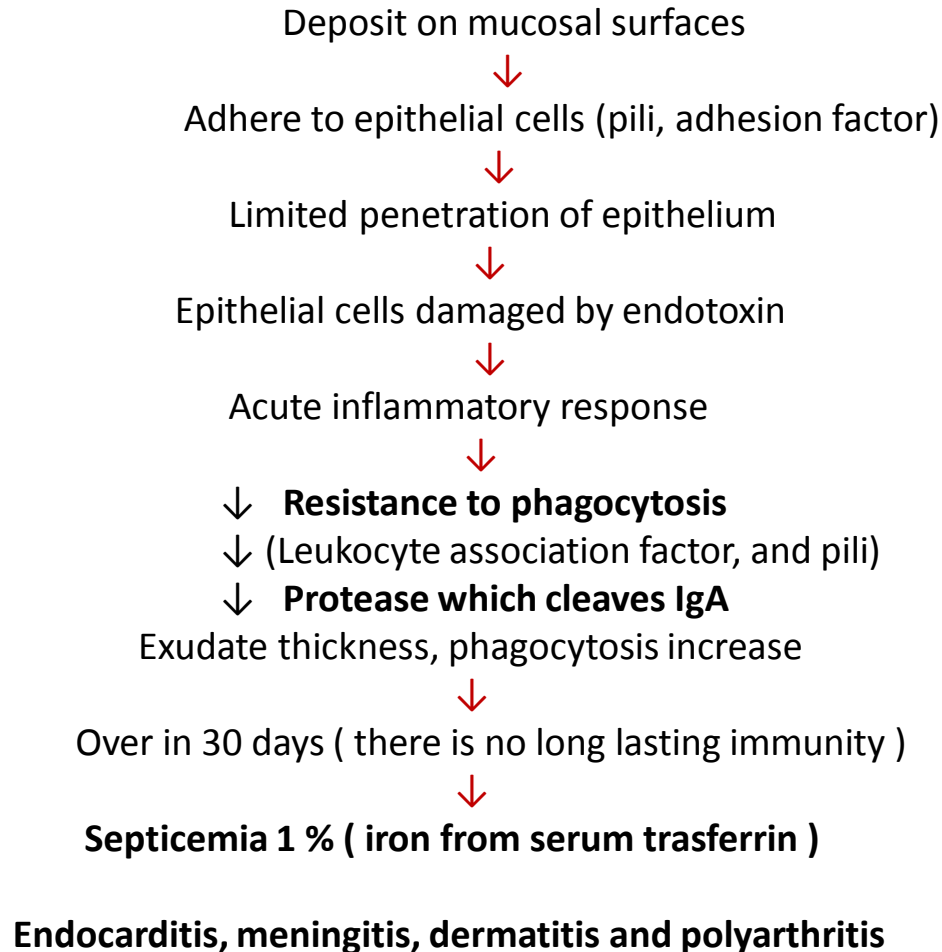 Deposit on mucosal surfaces
↓
Adhere to epithelial cells (pili, adhesion factor)
↓
Limited penetration of epithelium
↓
Epithelial cells damaged by endotoxin
↓
Acute inflammatory response
↓
↓ Resistance to phagocytosis
↓ (Leukocyte association factor, and pili)
↓ Protease which cleaves IgA
Exudate thickness, phagocytosis increase
↓
Over in 30 days ( there is no long lasting immunity )
↓
Septicemia 1 % ( iron from serum trasferrin )
Endocarditis, meningitis, dermatitis and polyarthritis